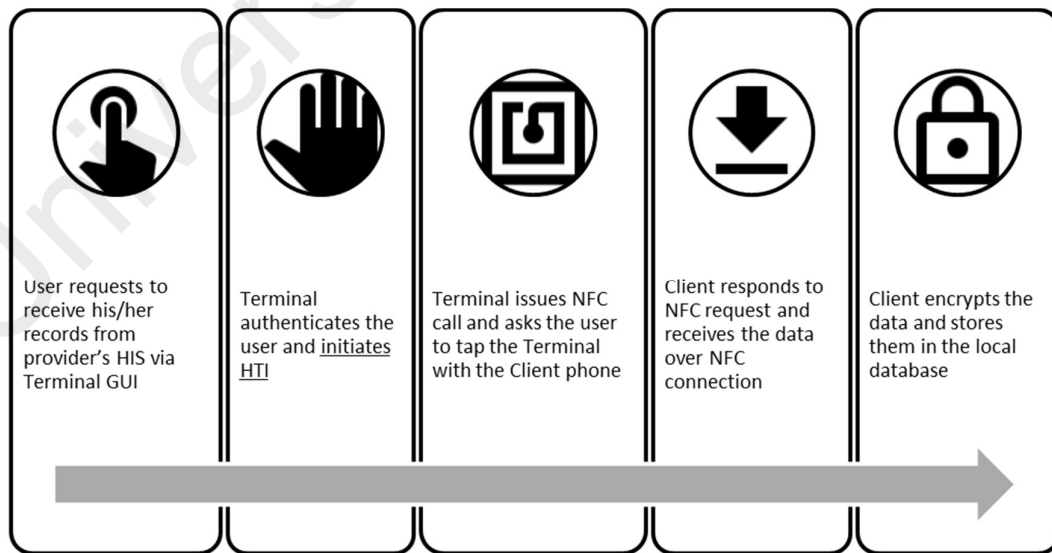 User requests to
receive his/her
records from
provider's HIS via
Terminal GUI
Terminal
authenticates the
user and initiates
HTI
Terminal issues NFC
call and asks the user
to tap the Terminal
with the Client phone
Client responds to
NFC request and
receives the data
over NFC
connection
Client encrypts the
data and stores
them in the local
database
Univers